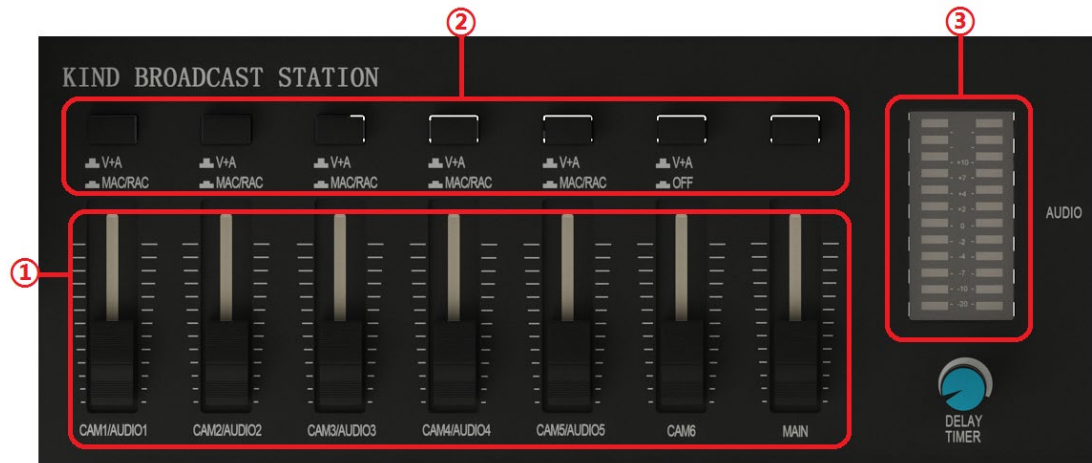 ②
③
KIND BROADCAST STATION
V+A V+A V+A V+A V+A V+A
MAC/RAC MAC/RAC MAC/RAC MAC/RAC MAC/RAC OFF
+10
+7
+4
+2
0
-2
-4
-7
-10
-20
AUDIO
①
CAM1/AUDIO1 CAM2/AUDIO2 CAM3/AUDIO3 CAM4/AUDIO4 CAM5/AUDIO5 CAM6 MAIN
DELAY
TIMER